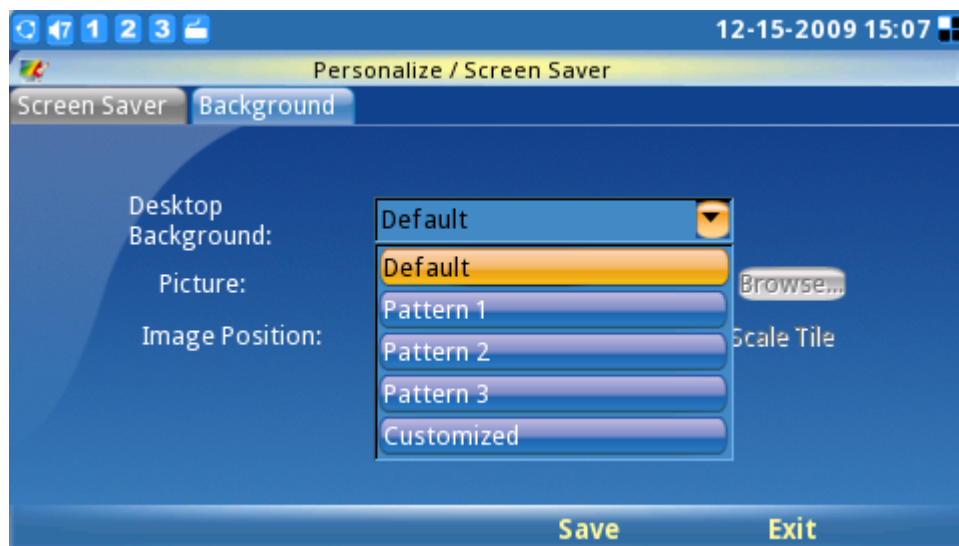 7 1 2 3 12-15-2009 15:07
Personalize / Screen Saver
Screen Saver Background
Desktop
Background:
Default
Default
Picture:
Browse...
Pattern 1
Image Position:
Pattern 2
Scale Tile
Pattern 3
Customized
Save Exit